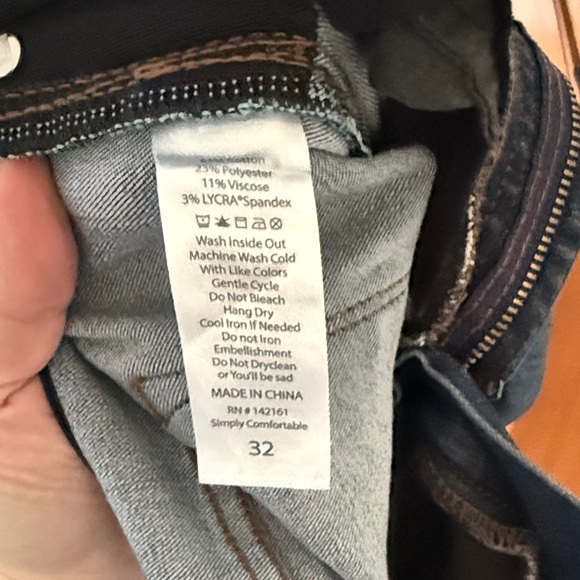 Cotton
23% Polyester
11% Viscose
3% LYCRA® Spandex
Wash Inside Out
Machine Wash Cold
With Like Colors
Gentle Cycle
Do Not Bleach
Hang Dry
Cool Iron If Needed
Do not Iron
Embellishment
Do Not Dryclean
or You'll be sad
MADE IN CHINA
RN # 142161
Simply Comfortable
32